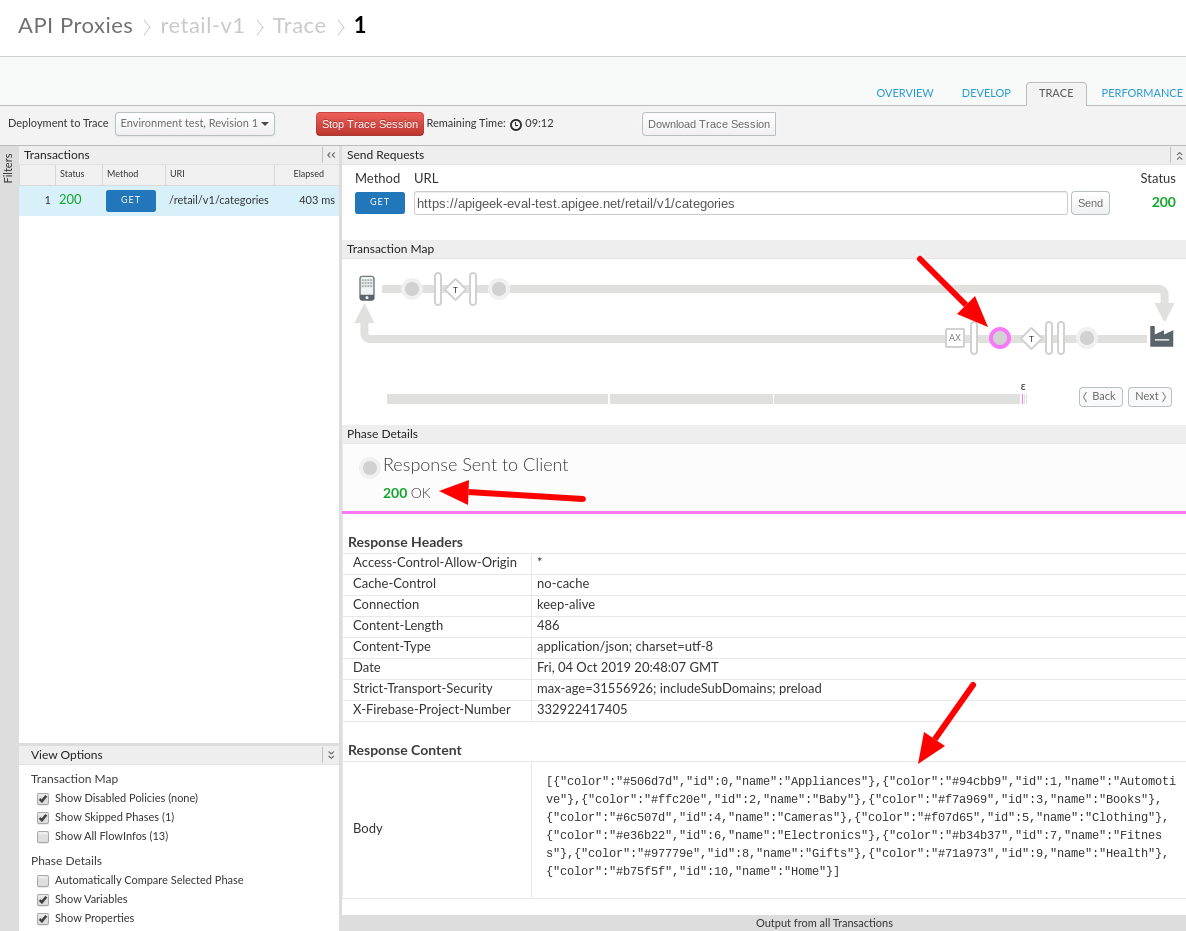 API Proxies > retail-v1 > Trace > 1
OVERVIEW DEVELOP TRACE PERFORMANCE
Deployment to Trace Environment test, Revision 1 Stop Trace Session Remaining Time: 09:12 Download Trace Session
Filters
Transactions «
Status Method URI Elapsed
1 200 GET /retail/v1/categories 403 ms
Send Requests
Method URL Status
GET https://apigeek-eval-test.apigee.net/retail/v1/categories Send 200
Transaction Map
T
AX T
ε
Back Next
Phase Details
Response Sent to Client
200 OK
Response Headers
Access-Control-Allow-Origin *
Cache-Control no-cache
Connection keep-alive
Content-Length 486
Content-Type application/json; charset=utf-8
Date Fri, 04 Oct 2019 20:48:07 GMT
Strict-Transport-Security max-age=31556926; includeSubDomains; preload
X-Firebase-Project-Number 332922417405
Response Content
Body
[{"color":"#506d7d","id":0,"name":"Appliances"},{"color":"#94cbb9","id":1,"name":"Automoti
ve"},{"color":"#ffc20e","id":2,"name":"Baby"},{"color":"#f7a969","id":3,"name":"Books"},
{"color":"#6c507d","id":4,"name":"Cameras"},{"color":"#f07d65","id":5,"name":"Clothing"},
{"color":"#e36b22","id":6,"name":"Electronics"},{"color":"#b34b37","id":7,"name":"Fitnes
s"},{"color":"#97779e","id":8,"name":"Gifts"},{"color":"#71a973","id":9,"name":"Health"},
{"color":"#b75f5f","id":10,"name":"Home"}]
View Options
Transaction Map
Show Disabled Policies (none)
Show Skipped Phases (1)
Show All FlowInfos (13)
Phase Details
Automatically Compare Selected Phase
Show Variables
Show Properties
Output from all Transactions